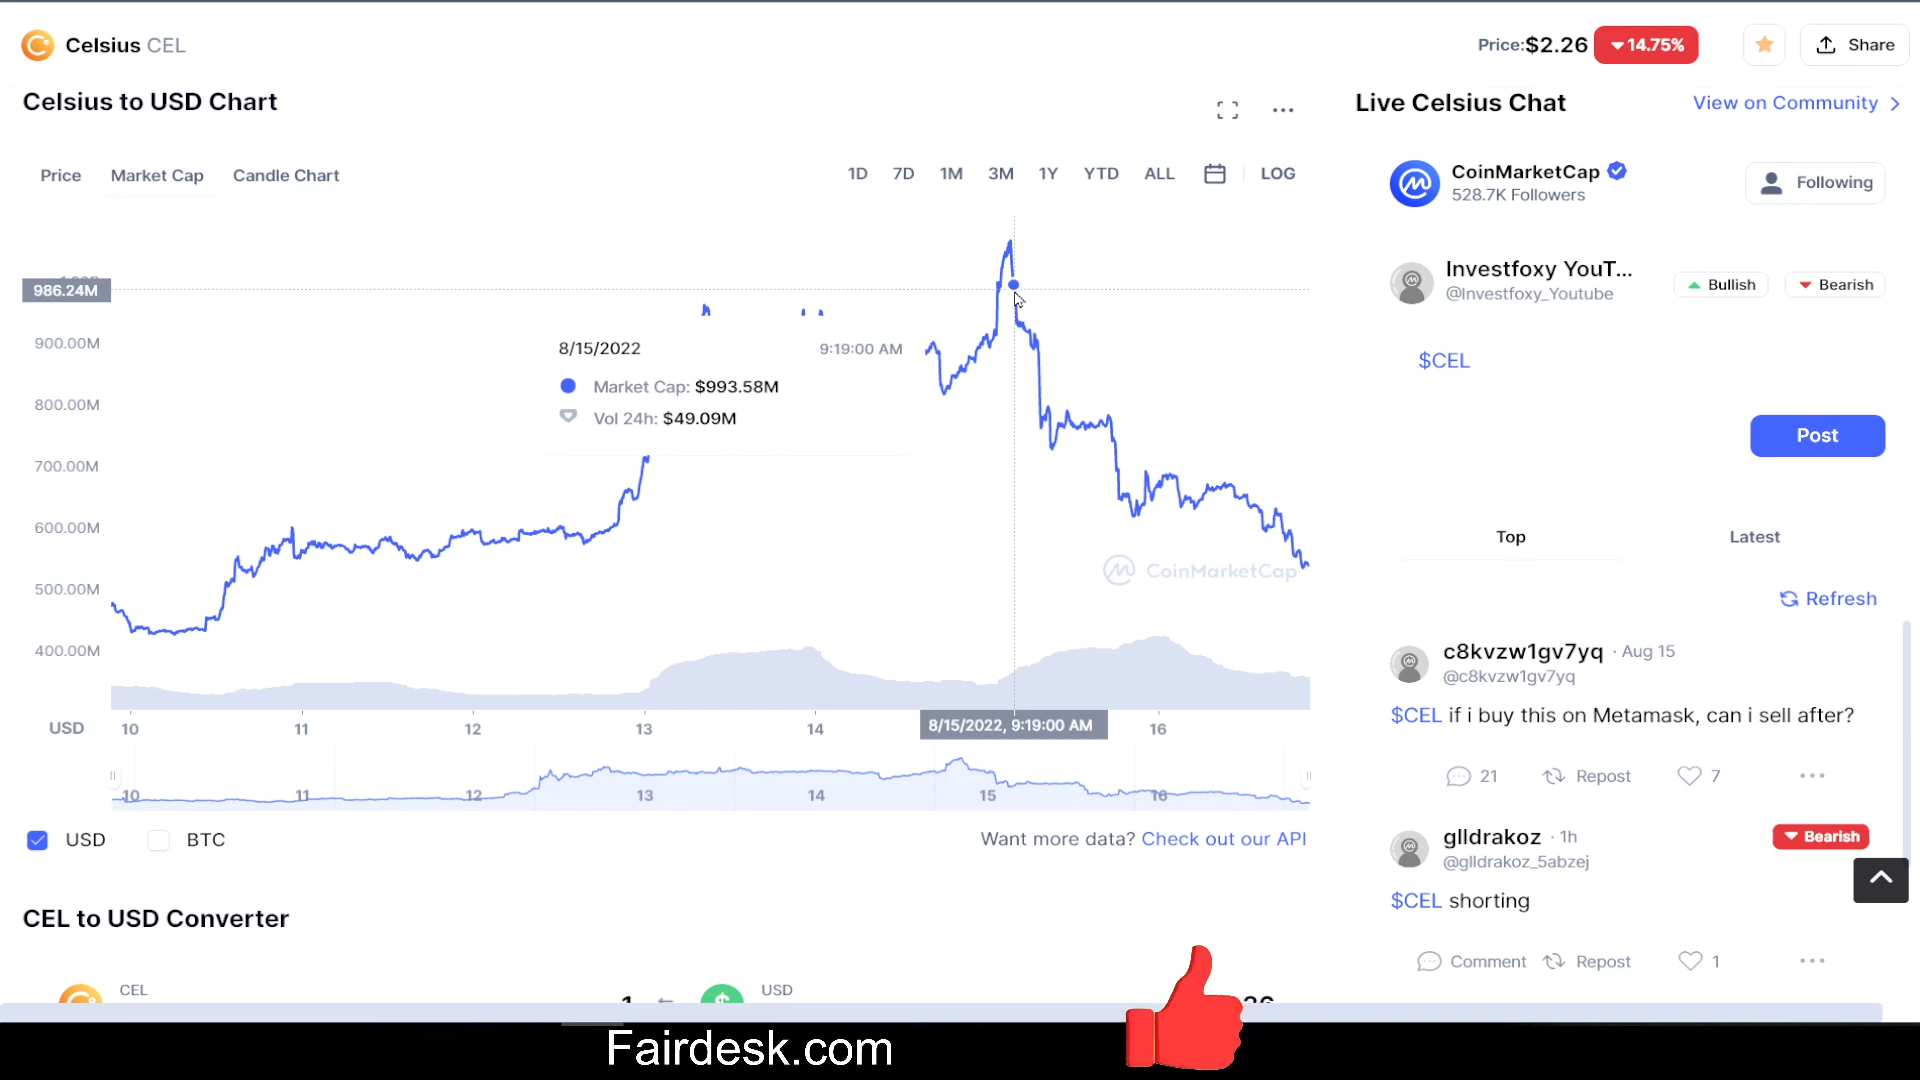 Celsius CEL
Price:$2.26 14.75%
Share
Celsius to USD Chart
Live Celsius Chat
View on Community
Price Market Cap Candle Chart
1D 7D 1M 3M 1Y YTD ALL LOG
CoinMarketCap
528.7K Followers
Following
Investfoxy YouT...
@Investfoxy_Youtube
Bullish
Bearish
986.24M
900.00M
800.00M
700.00M
600.00M
500.00M
400.00M
8/15/2022 9:19:00 AM
Market Cap: $993.58M
Vol 24h: $49.09M
$CEL
Post
CoinMarketCap
Top Latest
Refresh
USD 10 11 12 13 14 8/15/2022, 9:19:00 AM 16
10 11 12 13 14 15 16
USD BTC
Want more data? Check out our API
c8kvzw1gv7yq · Aug 15
@c8kvzw1gv7yq
$CEL if i buy this on Metamask, can i sell after?
21 Repost 7
glldrakoz · 1h
Bearish
@glldrakoz_5abzej
$CEL shorting
Comment Repost 1
CEL to USD Converter
CEL
1
USD
Fairdesk.com